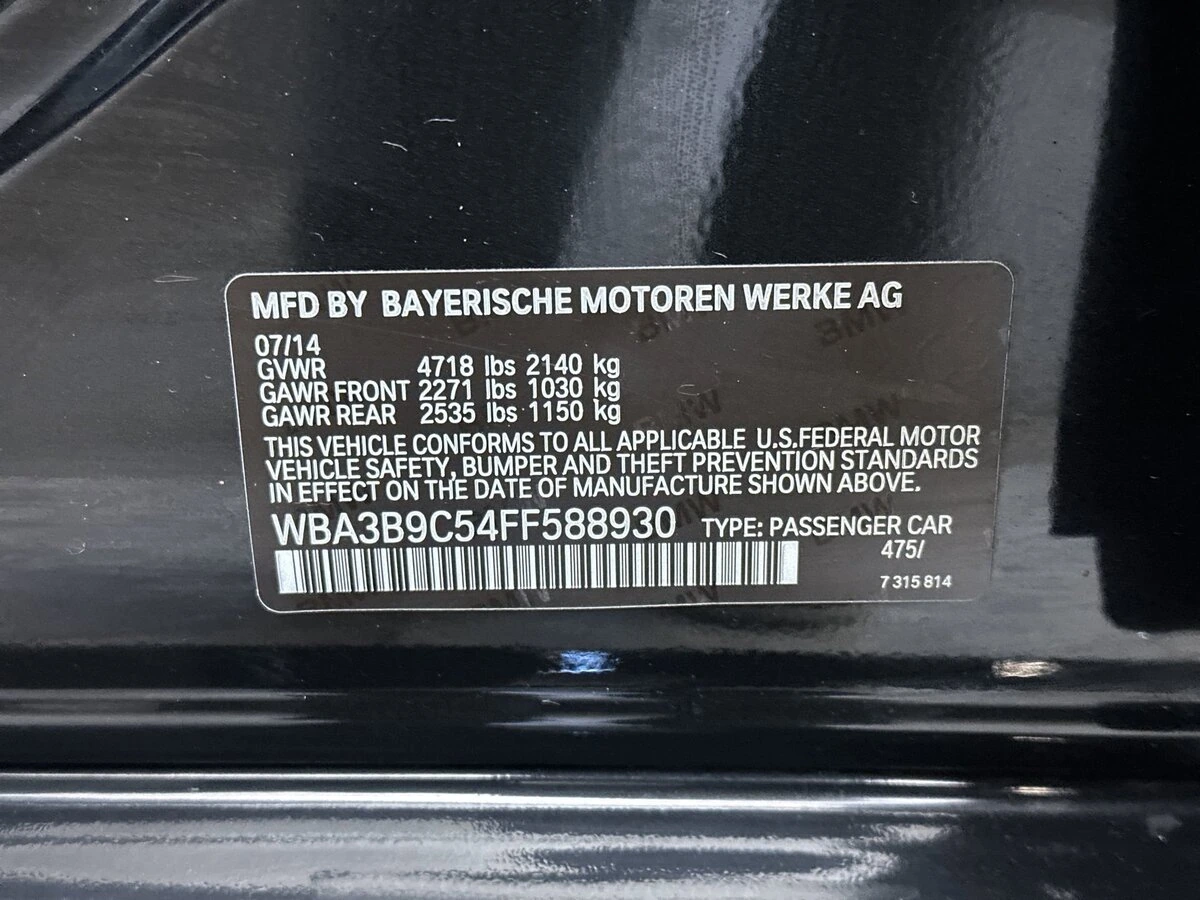 MFD BY BAYERISCHE MOTOREN WERKE AG
07/14
GVWR 4718 lbs 2140 kg
GAWR FRONT 2271 lbs 1030 kg
GAWR REAR 2535 lbs 1150 kg
THIS VEHICLE CONFORMS TO ALL APPLICABLE U.S.FEDERAL MOTOR
VEHICLE SAFETY, BUMPER AND THEFT PREVENTION STANDARDS
IN EFFECT ON THE DATE OF MANUFACTURE SHOWN ABOVE.
WBA3B9C54FF588930 TYPE: PASSENGER CAR
475/
7 315 814